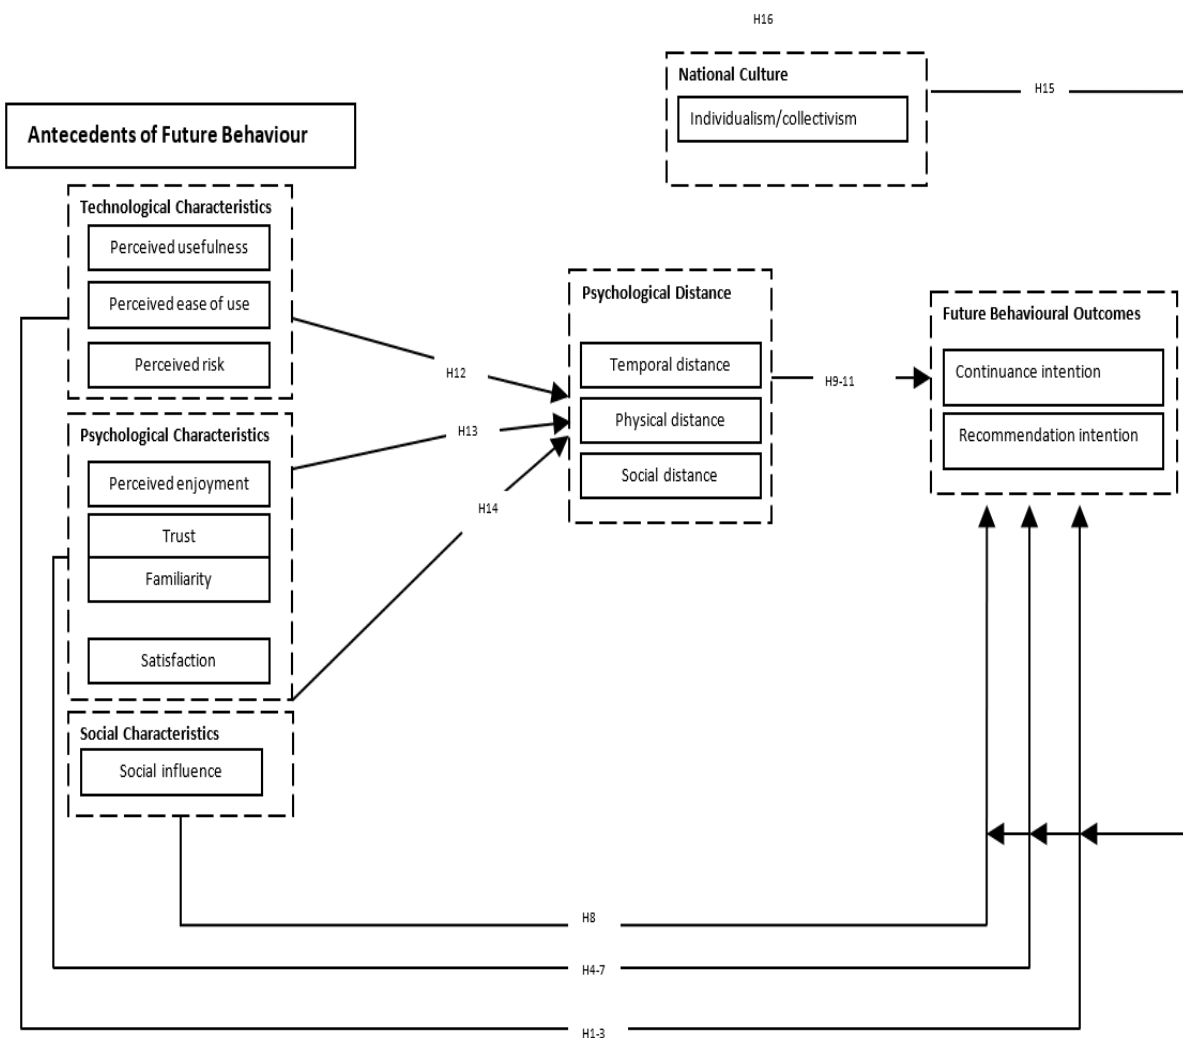 H16
National Culture
H15
Individualism/collectivism
Antecedents of Future Behaviour
Technological Characteristics
Perceived usefulness
Perceived ease of use
Perceived risk
Psychological Characteristics
Perceived enjoyment
Trust
Familiarity
Satisfaction
Social Characteristics
Social influence
H12
H13
H14
Psychological Distance
Temporal distance
Physical distance
Social distance
H9-11
Future Behavioural Outcomes
Continuance intention
Recommendation intention
H8
H4-7
H1-3